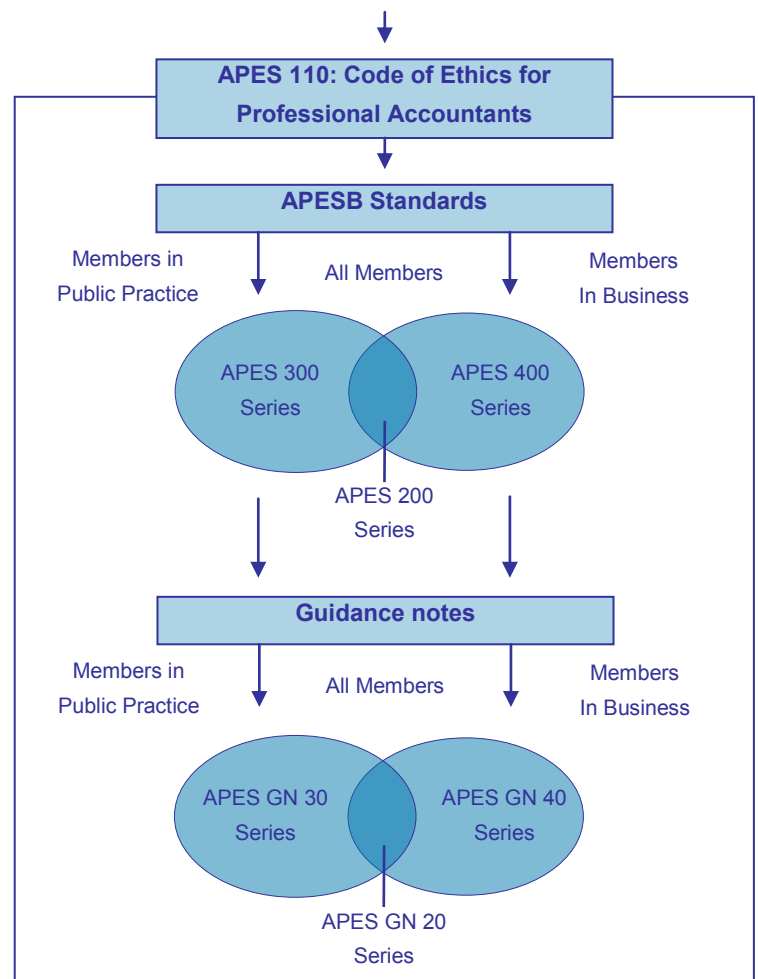 APES 110: Code of Ethics for
Professional Accountants
APESB Standards
Members in
Public Practice
All Members
Members
In Business
APES 300
Series
APES 400
Series
APES 200
Series
Guidance notes
Members in
Public Practice
All Members
Members
In Business
APES GN 30
Series
APES GN 40
Series
APES GN 20
Series